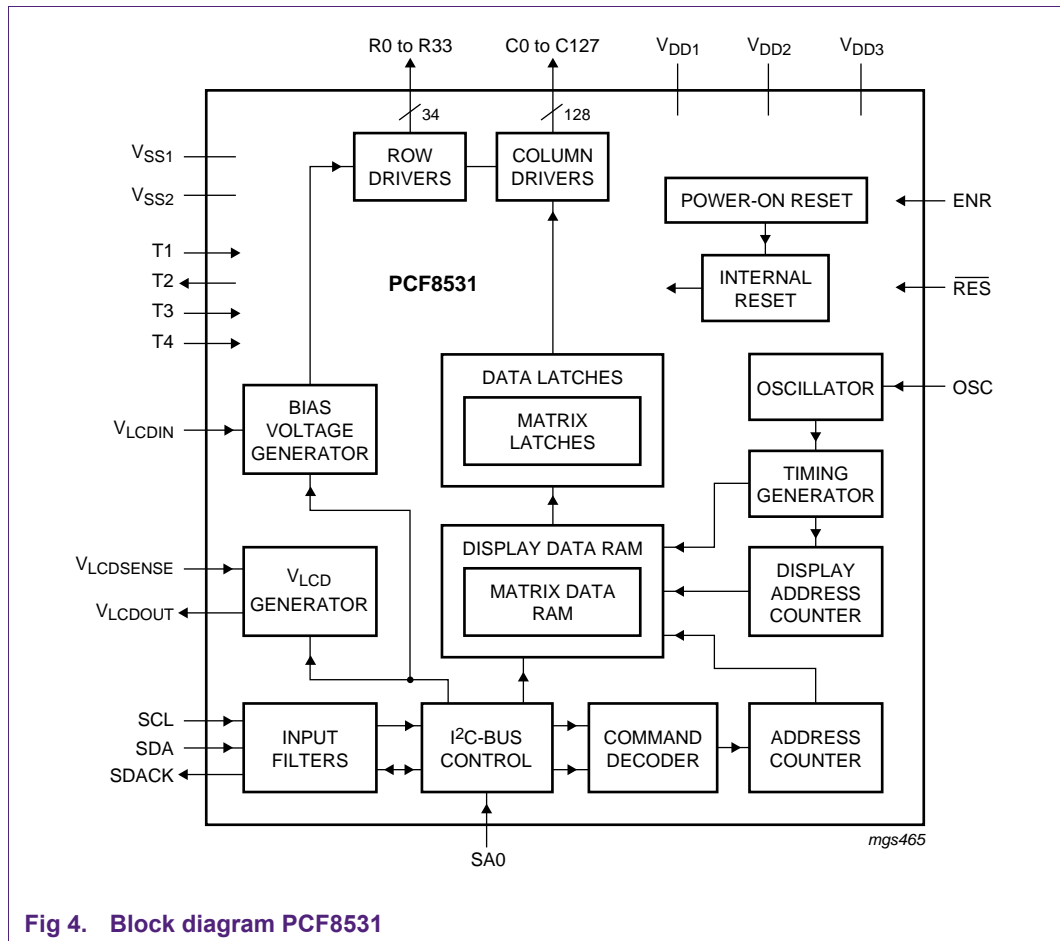 R0 to R33
C0 to C127
VDD1
VDD2
VDD3
34
128
VSS1
VSS2
T1
T2
T3
T4
ROW
DRIVERS
COLUMN
DRIVERS
POWER-ON RESET
ENR
INTERNAL
RESET
RES
PCF8531
DATA LATCHES
MATRIX
LATCHES
OSCILLATOR
OSC
VLCDIN
BIAS
VOLTAGE
GENERATOR
TIMING
GENERATOR
DISPLAY DATA RAM
MATRIX DATA
RAM
DISPLAY
ADDRESS
COUNTER
VLCDSENSE
VLCDOUT
VLCD
GENERATOR
SCL
SDA
SDACK
INPUT
FILTERS
I2C-BUS
CONTROL
COMMAND
DECODER
ADDRESS
COUNTER
SA0
mgs465
Fig 4. Block diagram PCF8531